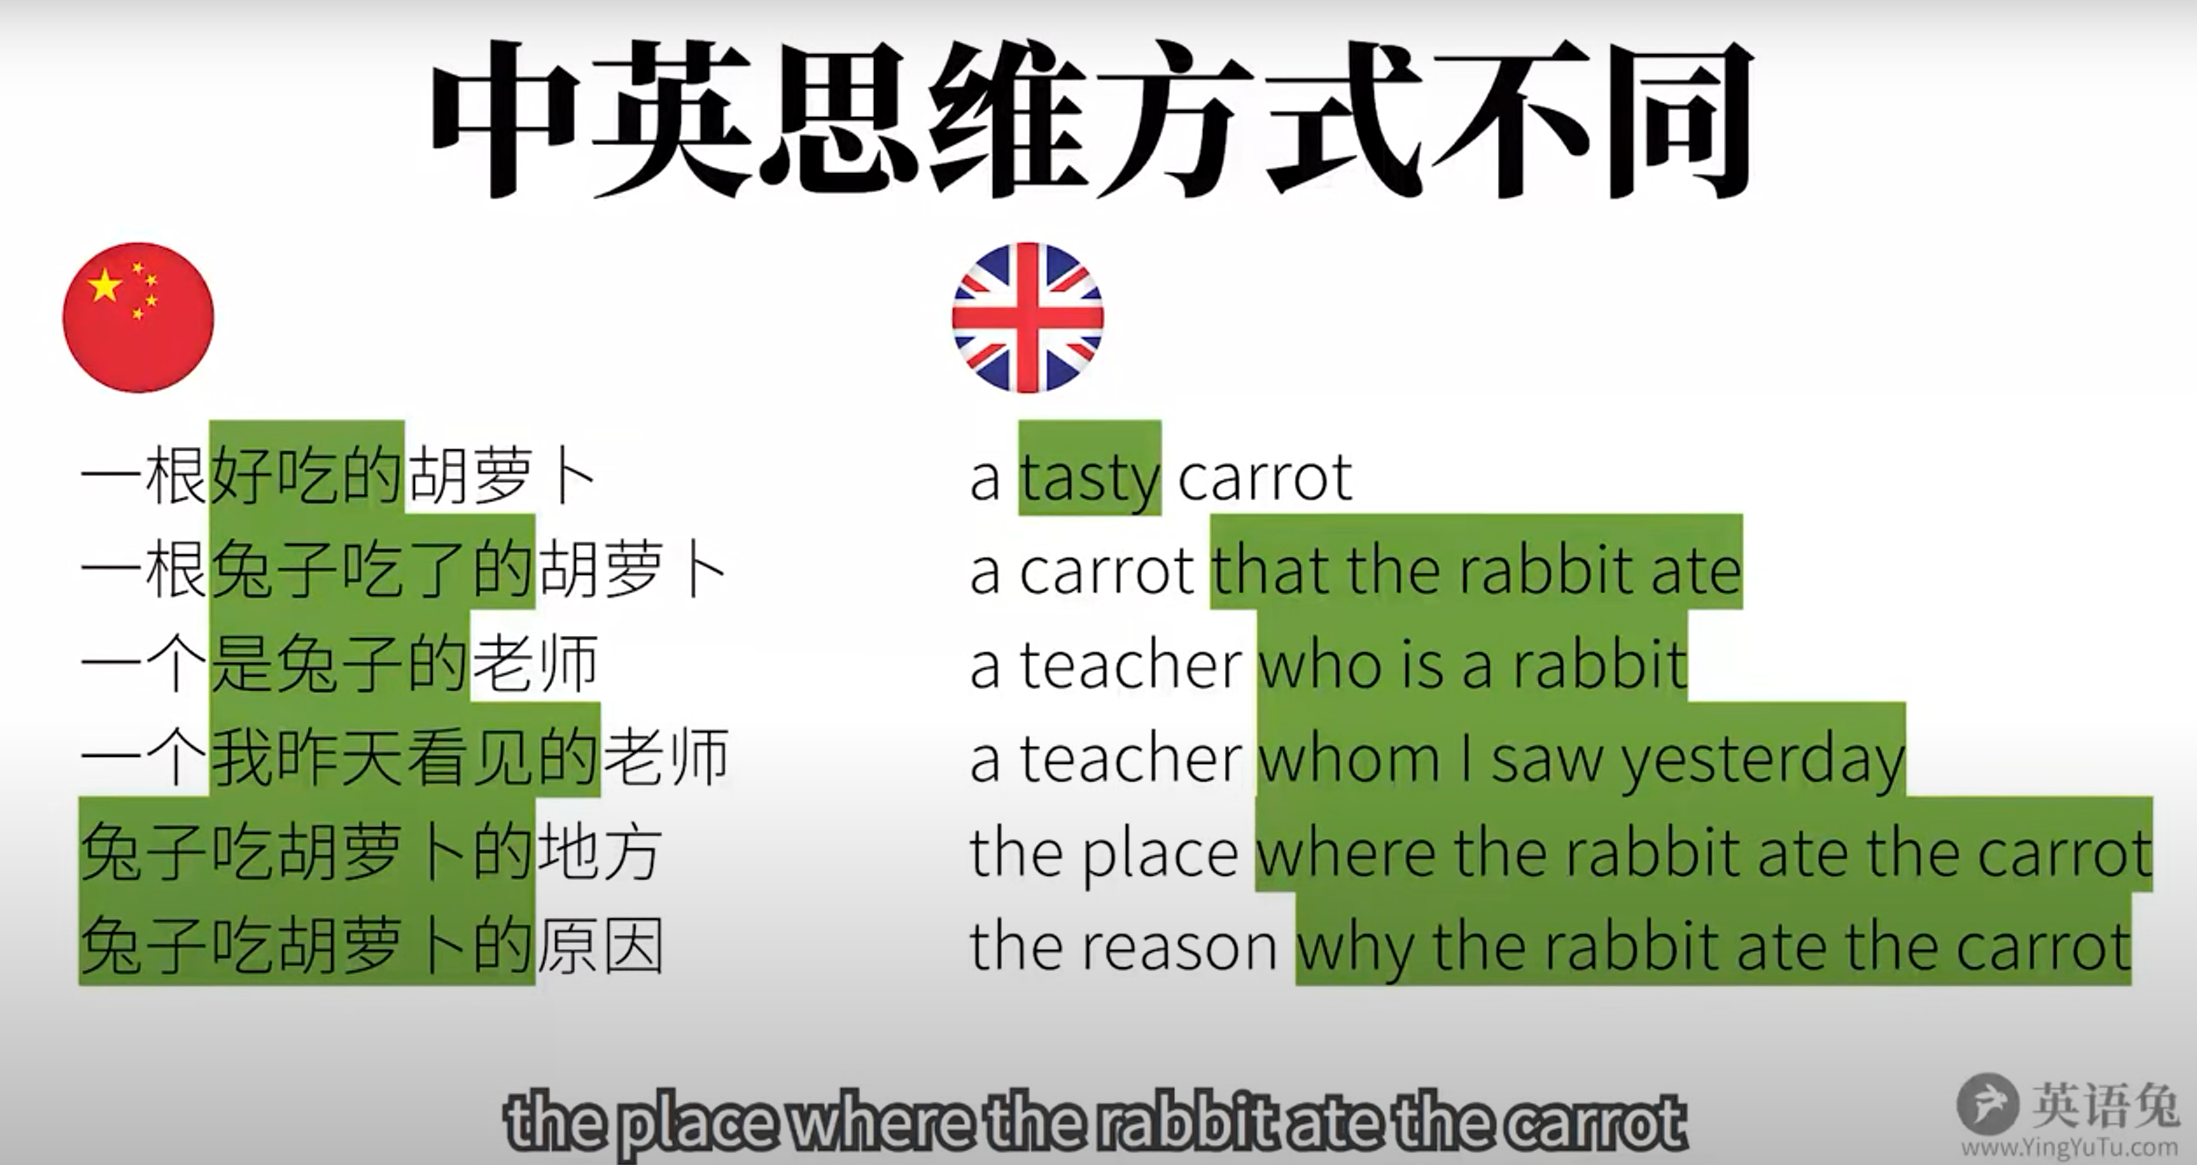 中英思维方式不同
一根好吃的胡萝卜
一根兔子吃了的胡萝卜
一个是兔子的老师
一个我昨天看见的老师
兔子吃胡萝卜的地方
兔子吃胡萝卜的原因
a tasty carrot
a carrot that the rabbit ate
a teacher who is a rabbit
a teacher whom I saw yesterday
the place where the rabbit ate the carrot
the reason why the rabbit ate the carrot
the place where the rabbit ate the carrot
英语兔
www.YingYuTu.com